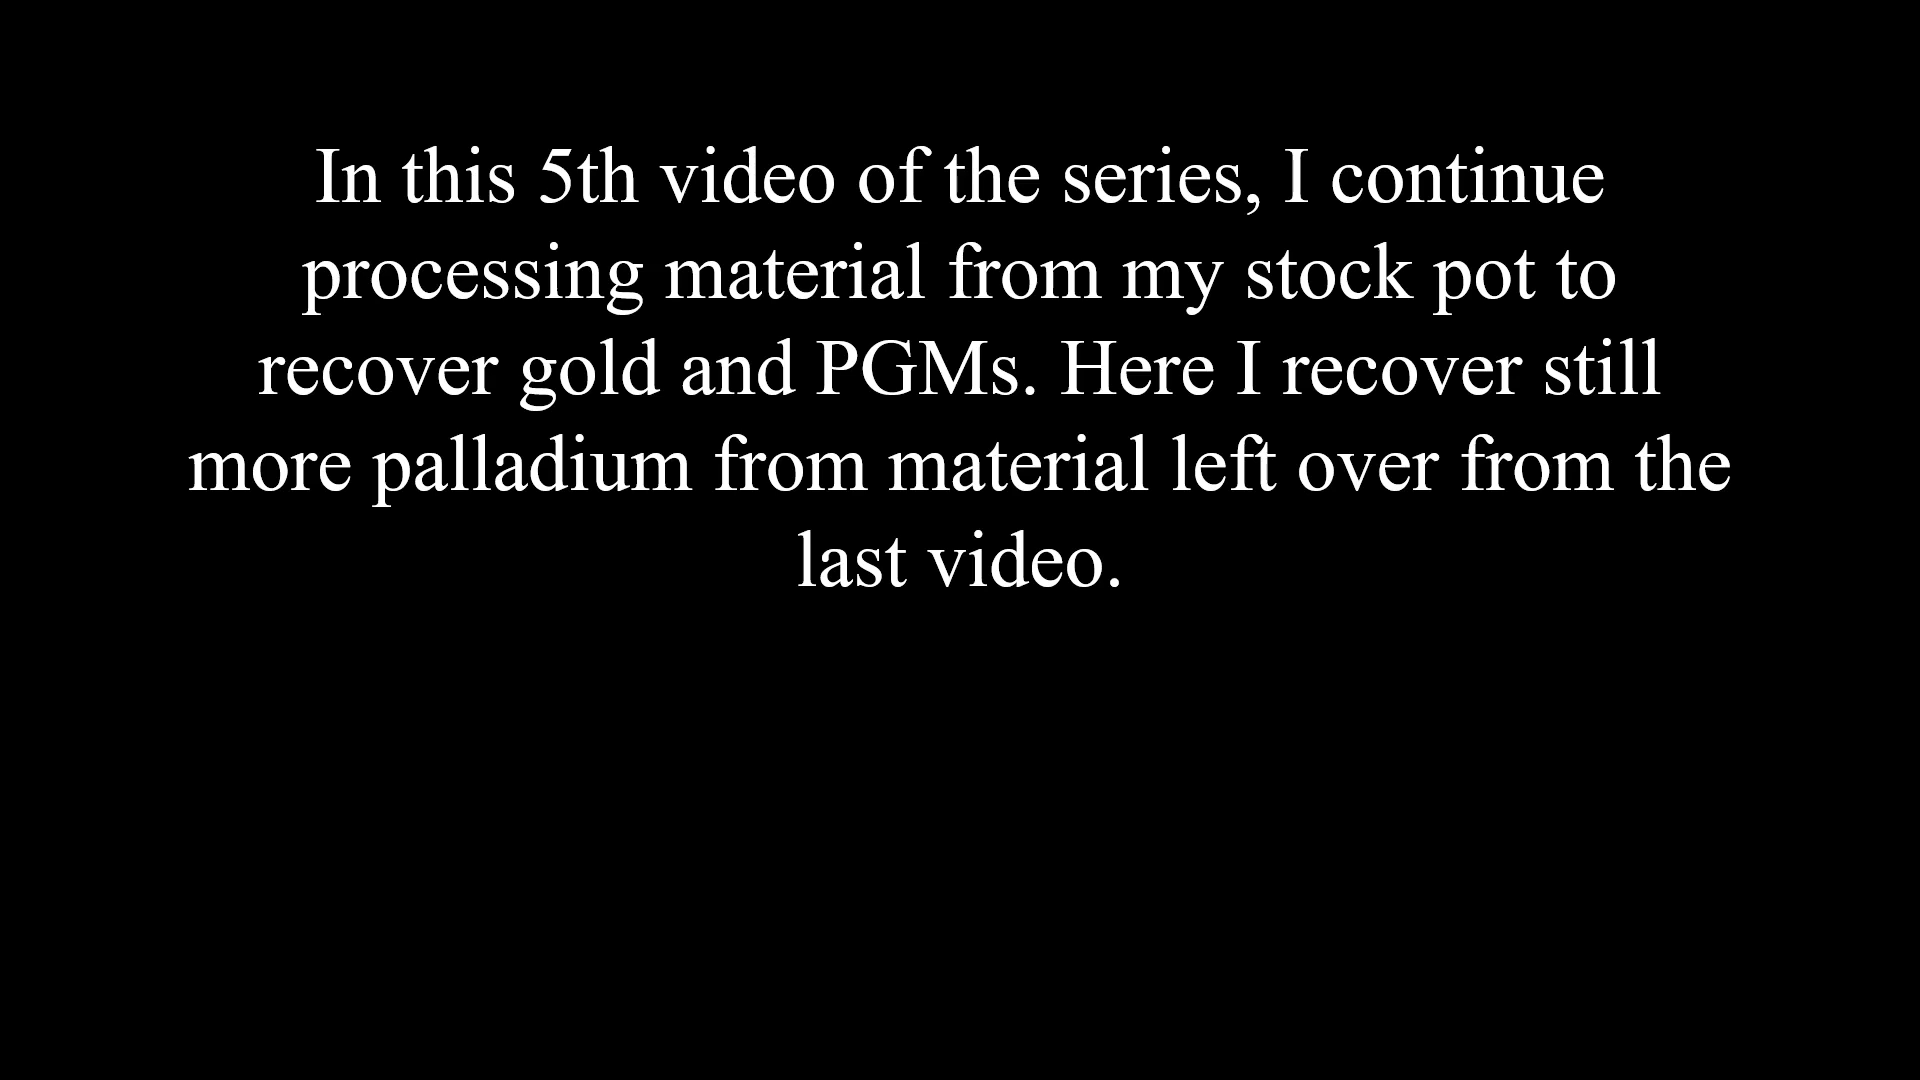 In this 5th video of the series, I continue
processing material from my stock pot to
recover gold and PGMs. Here I recover still
more palladium from material left over from the
last video.